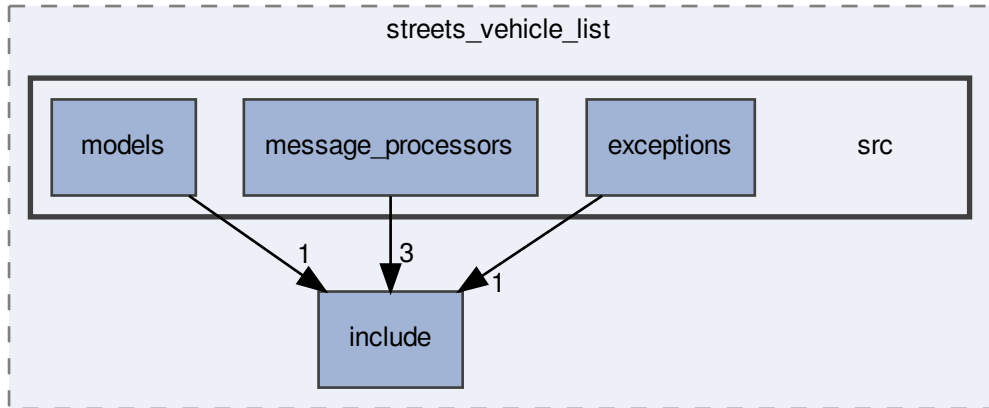 streets_vehicle_list
models
message_processors
exceptions
src
1
3
1
include